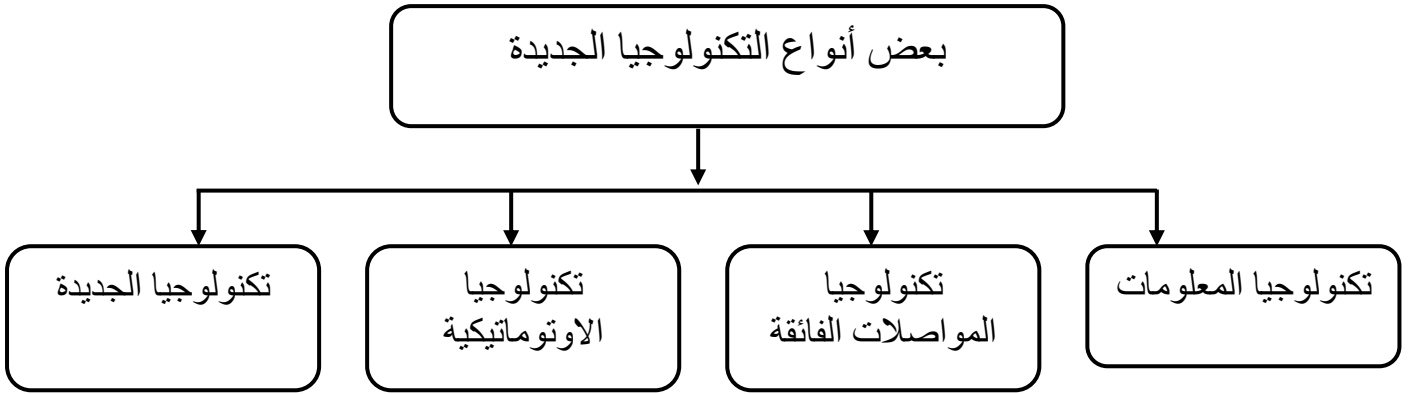 بعض أنواع التكنولوجيا الجديدة
تكنولوجيا المعلومات
تكنولوجيا
المواصلات الفائقة
تكنولوجيا
الاوتوماتيكية
تكنولوجيا الجديدة